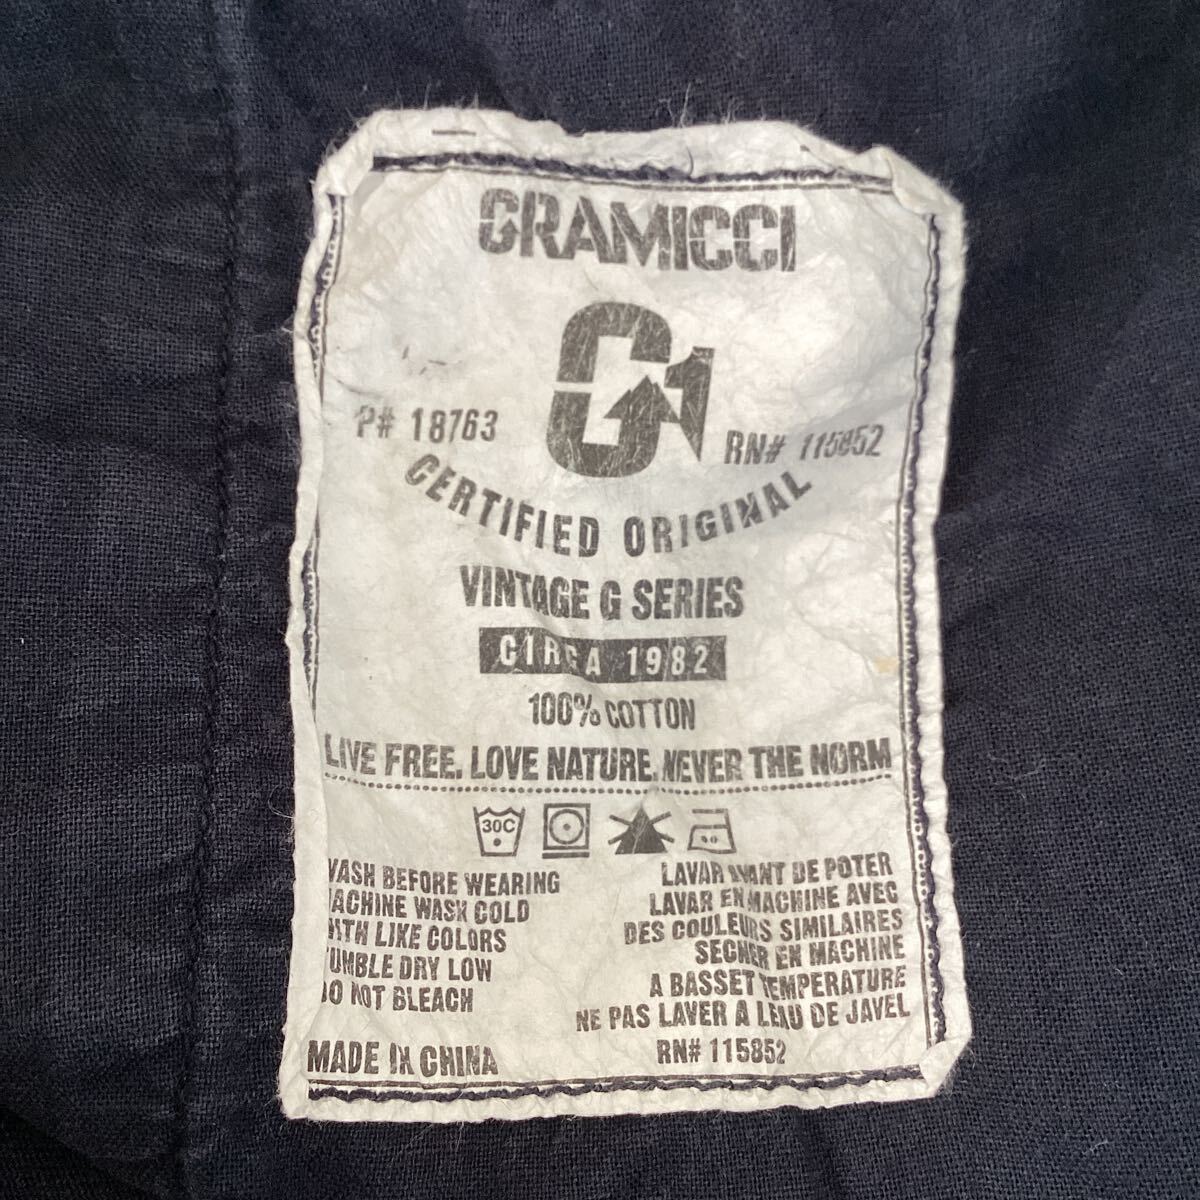 GRAMICCI
G1
P# 18763
RN# 115852
CERTIFIED ORIGINAL
VINTAGE G SERIES
CIRCA 1982
100% COTTON
LIVE FREE. LOVE NATURE. NEVER THE NORM
30C
WASH BEFORE WEARING
MACHINE WASH COLD
WITH LIKE COLORS
TUMBLE DRY LOW
DO NOT BLEACH
LAVAR AVANT DE POTER
LAVAR EN MACHINE AVEC
DES COULEURS SIMILAIRES
SECHER EN MACHINE
A BASSET TEMPERATURE
NE PAS LAVER A LEAU DE JAVEL
MADE IN CHINA
RN# 115852